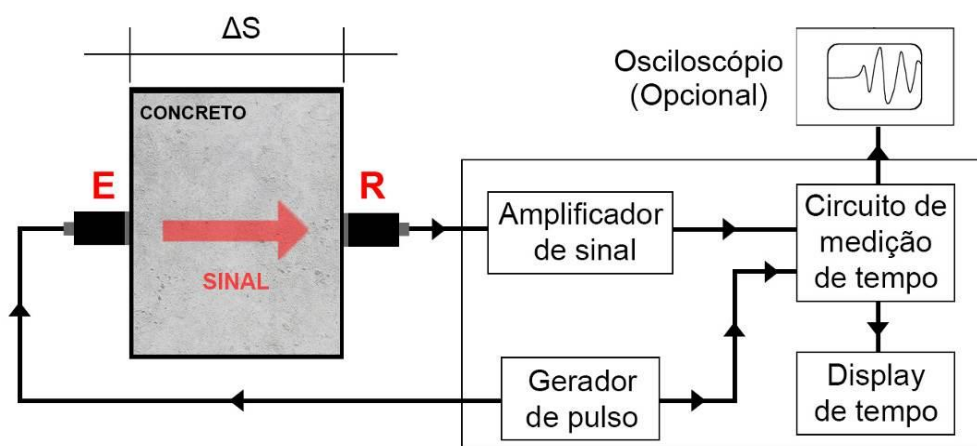 ΔS
CONCRETO
E
R
SINAL
Osciloscópio
(Opcional)
Amplificador
de sinal
Circuito de
medição
de tempo
Gerador
de pulso
Display
de tempo